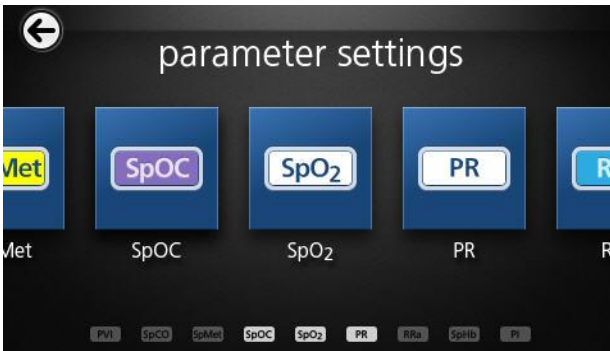 parameter settings
Met SpOC SpO₂ PR R
Met SpOC SpO₂ PR R
PVI SpCO SpMet SpOC SpO₂ PR RRa SpHb PI